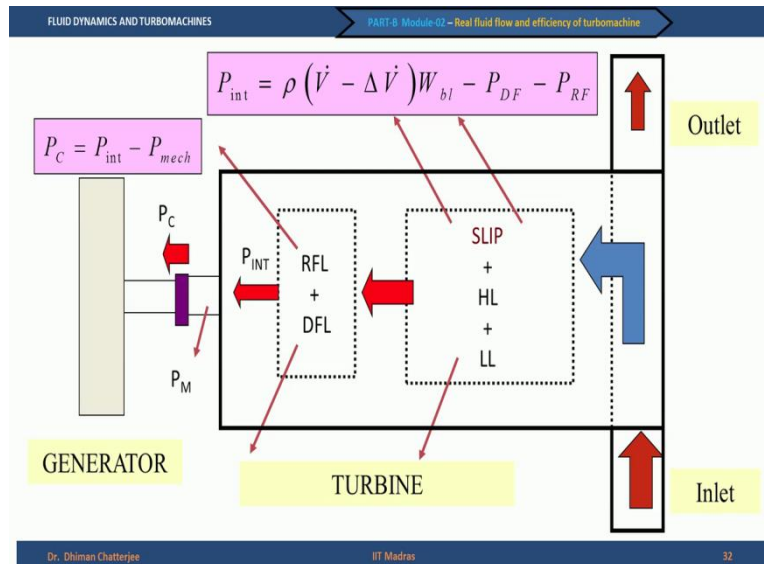 FLUID DYNAMICS AND TURBOMACHINES
PART-B Module-02 – Real fluid flow and efficiency of turbomachine
P_int = ρ (V̇ − Δ V̇) W_bl − P_DF − P_RF
Outlet
P_C = P_int − P_mech
P_C
P_INT
RFL
+
DFL
SLIP
+
HL
+
LL
P_M
GENERATOR
TURBINE
Inlet
Dr. Dhiman Chatterjee
IIT Madras
32